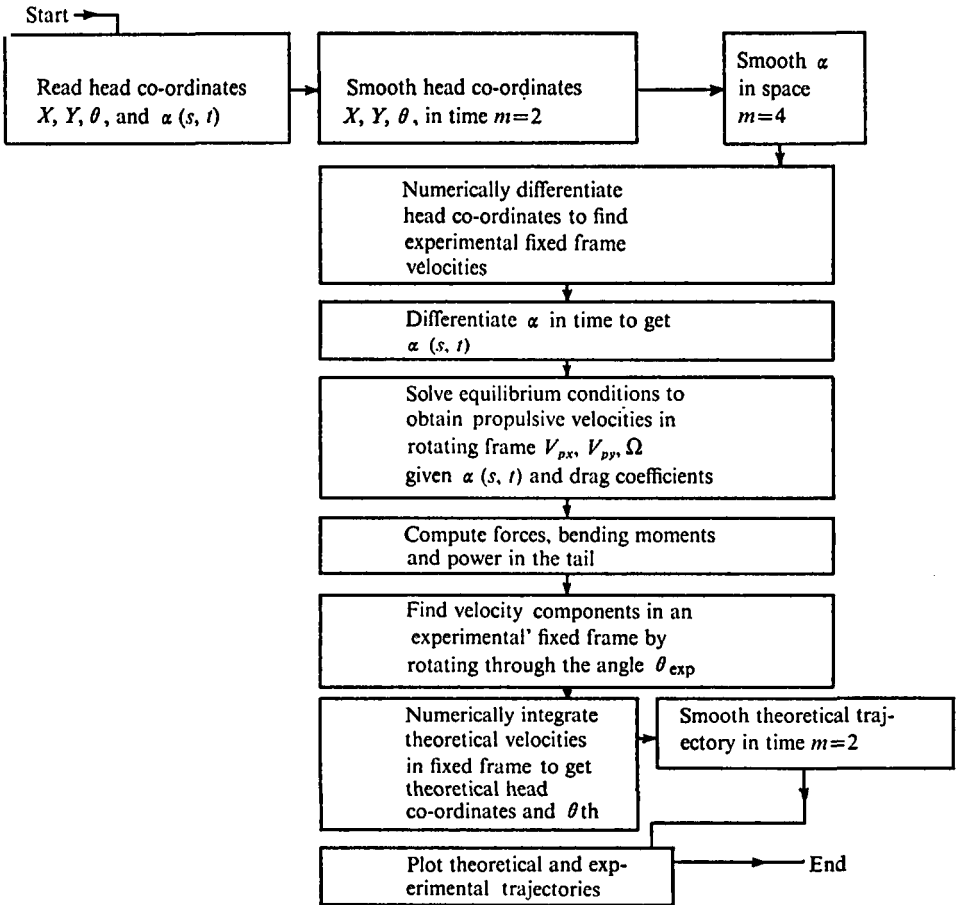 Start
Read head co-ordinates
X, Y, θ, and α (s, t)
Smooth head co-ordinates
X, Y, θ, in time m=2
Smooth α
in space
m=4
Numerically differentiate
head co-ordinates to find
experimental fixed frame
velocities
Differentiate α in time to get
α (s, t)
Solve equilibrium conditions to
obtain propulsive velocities in
rotating frame V_px, V_py, Ω
given α (s, t) and drag coefficients
Compute forces, bending moments
and power in the tail
Find velocity components in an
experimental' fixed frame by
rotating through the angle θ_exp
Numerically integrate
theoretical velocities
in fixed frame to get
theoretical head
co-ordinates and θth
Smooth theoretical traj-
ectory in time m=2
Plot theoretical and exp-
erimental trajectories
End